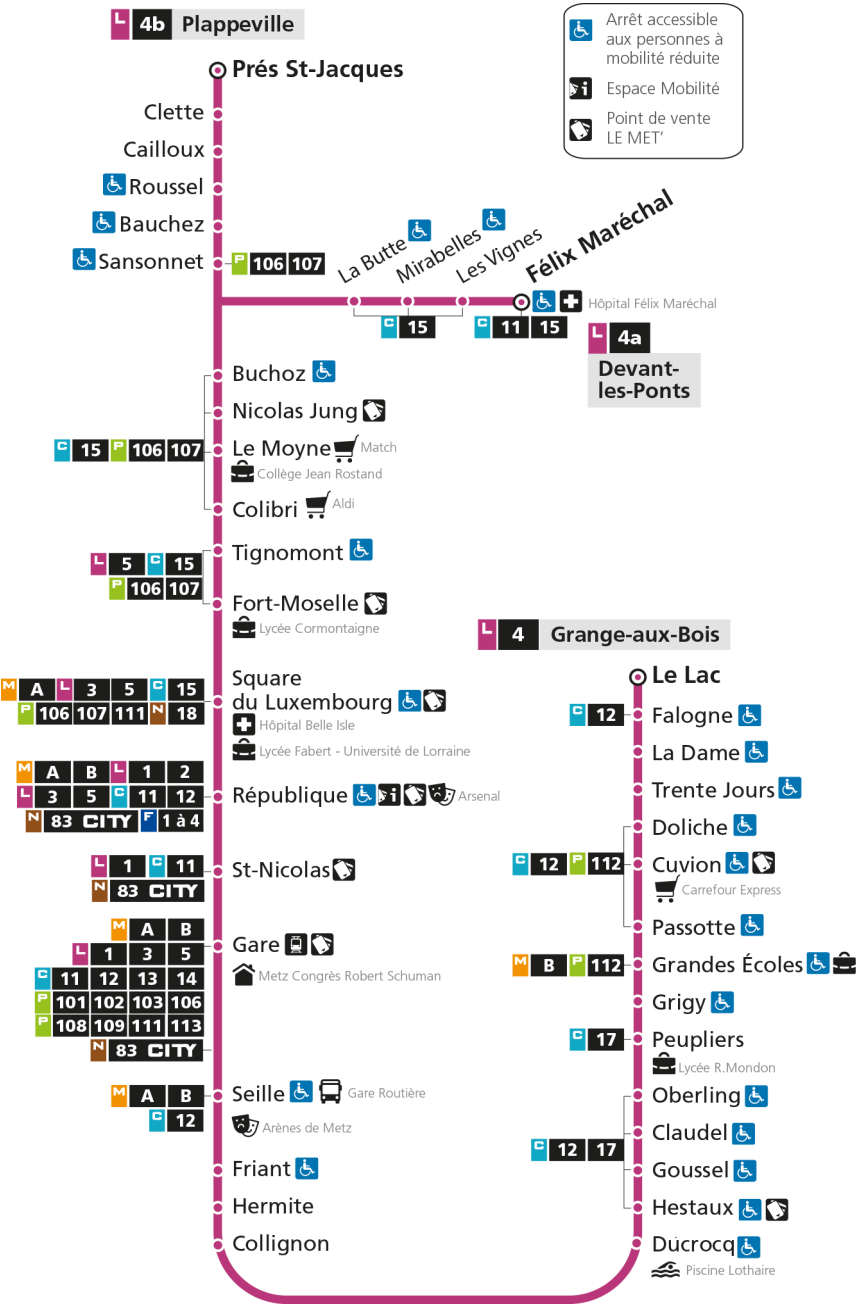 L 4b Plappeville
Prés St-Jacques
Clette
Cailloux
Roussel
Bauchez
Sansonnet
P 106 107
Arrêt accessible
aux personnes à
mobilité réduite
i Espace Mobilité
Point de vente
LE MET'
La Butte
Mirabelles
Les Vignes
Félix Maréchal
Hôpital Félix Maréchal
C 15
C 11 15
L 4a
Devant-
les-Ponts
Buchoz
Nicolas Jung
C 15 P 106 107
Le Moyne Match
Collège Jean Rostand
Colibri Aldi
Tignomont
L 5 C 15
P 106 107
Fort-Moselle
Lycée Cormontaigne
Square
du Luxembourg
M A L 3 5 C 15
P 106 107 111 N 18
Hôpital Belle Isle
Lycée Fabert - Université de Lorraine
M A B L 1 2
L 3 5 C 11 12
N 83 CITY F 1 à 4
République i Arsenal
L 1 C 11
N 83 CITY
St-Nicolas
M A B
L 1 3 5
C 11 12 13 14
P 101 102 103 106
P 108 109 111 113
N 83 CITY
Gare
Metz Congrès Robert Schuman
M A B
C 12
Seille Gare Routière
Arènes de Metz
Friant
Hermite
Collignon
L 4 Grange-aux-Bois
Le Lac
C 12 Falogne
La Dame
Trente Jours
Doliche
C 12 P 112 Cuvion
Carrefour Express
Passotte
M B P 112 Grandes Écoles
Grigy
C 17 Peupliers
Lycée R.Mondon
Oberling
Claudel
C 12 17
Goussel
Hestaux
Ducrocq
Piscine Lothaire